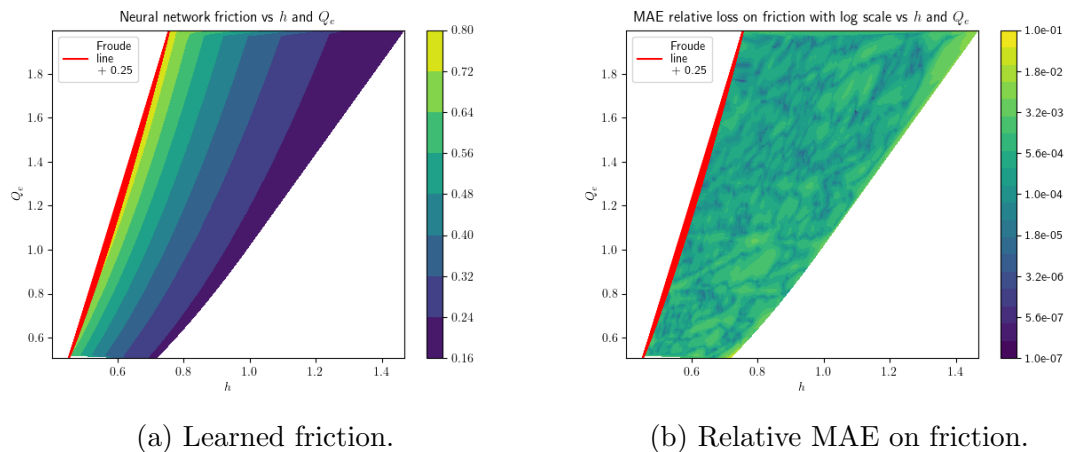 Neural network friction vs h and Q_e
Froude
line
+ 0.25
1.8
1.6
1.4
1.2
1.0
0.8
0.6
Q_e
0.6
0.8
1.0
1.2
1.4
h
0.80
0.72
0.64
0.56
0.48
0.40
0.32
0.24
0.16
(a) Learned friction.
MAE relative loss on friction with log scale vs h and Q_e
Froude
line
+ 0.25
1.8
1.6
1.4
1.2
1.0
0.8
0.6
Q_e
0.6
0.8
1.0
1.2
1.4
h
1.0e-01
1.8e-02
3.2e-03
5.6e-04
1.0e-04
1.8e-05
3.2e-06
5.6e-07
1.0e-07
(b) Relative MAE on friction.